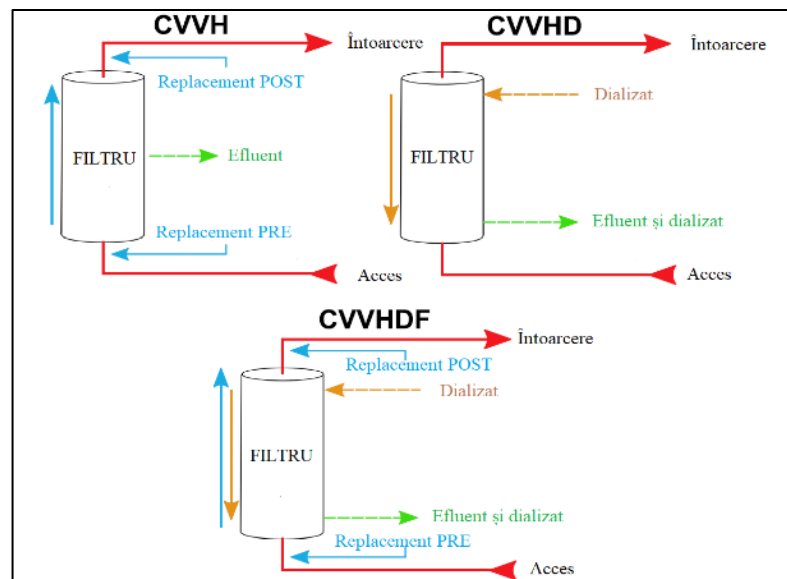 CVVH
Întoarcere
Replacement POST
FILTRU
Efluent
Replacement PRE
Acces
CVVHD
Întoarcere
Dializat
FILTRU
Efluent și dializat
Acces
CVVHDF
Întoarcere
Replacement POST
Dializat
FILTRU
Efluent și dializat
Replacement PRE
Acces